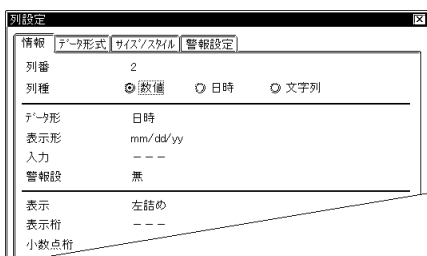 列設定
情報 データ形式 サイズ/スタイル 警報設定
列番 2
列種 数値 日時 文字列
データ形 日時
表示形 mm/dd/yy
入力 ---
警報設 無
表示 左詰め
表示桁 ---
小数点桁